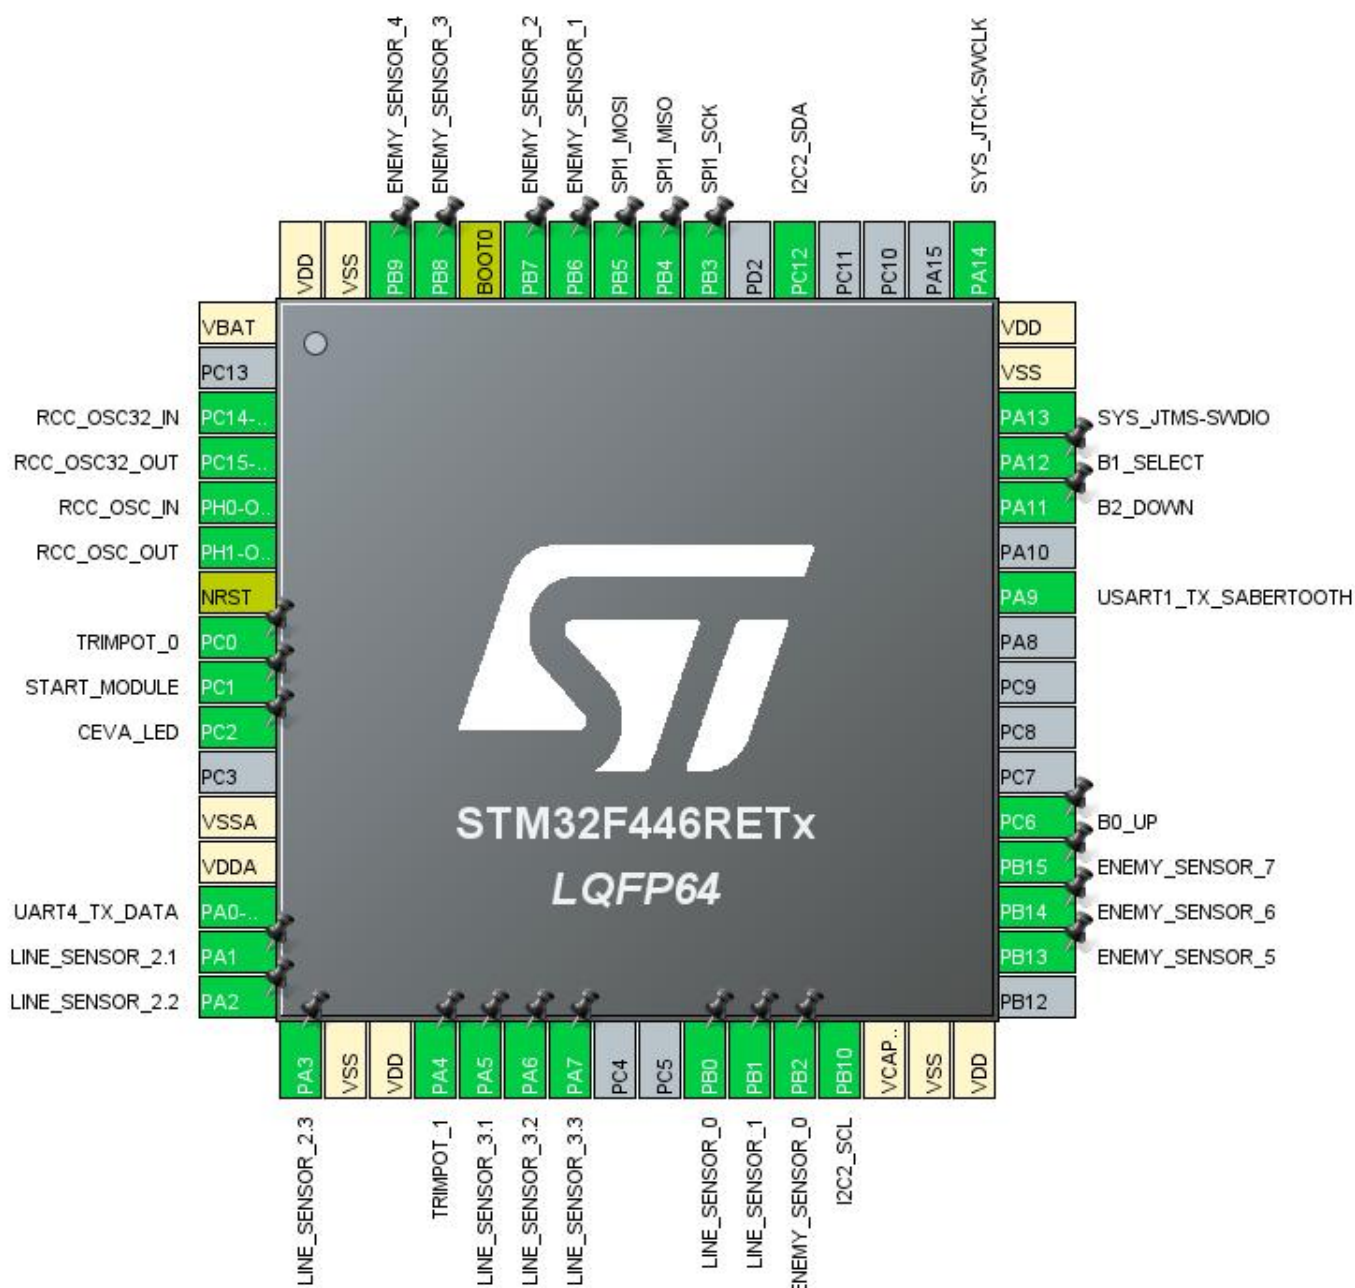 ENEMY_SENSOR_4
ENEMY_SENSOR_3
ENEMY_SENSOR_2
ENEMY_SENSOR_1
SPI1_MOSI
SPI1_MISO
SPI1_SCK
I2C2_SDA
SYS_JTCK-SWCLK
VDD
VSS
PB9
PB8
BOOT0
PB7
PB6
PB5
PB4
PB3
PD2
PC12
PC11
PC10
PA15
PA14
VBAT
PC13
RCC_OSC32_IN PC14-..
RCC_OSC32_OUT PC15-..
RCC_OSC_IN PH0-O..
RCC_OSC_OUT PH1-O..
NRST
TRIMPOT_0 PC0
START_MODULE PC1
CEVA_LED PC2
PC3
VSSA
VDDA
UART4_TX_DATA PA0-..
LINE_SENSOR_2.1 PA1
LINE_SENSOR_2.2 PA2
STM32F446RETx
LQFP64
VDD
VSS
PA13 SYS_JTMS-SWDIO
PA12 B1_SELECT
PA11 B2_DOWN
PA10
PA9 USART1_TX_SABERTOOTH
PA8
PC9
PC8
PC7
PC6 B0_UP
PB15 ENEMY_SENSOR_7
PB14 ENEMY_SENSOR_6
PB13 ENEMY_SENSOR_5
PB12
PA3
VSS
VDD
PA4
PA5
PA6
PA7
PC4
PC5
PB0
PB1
PB2
PB10
VCAP..
VSS
VDD
LINE_SENSOR_2.3
TRIMPOT_1
LINE_SENSOR_3.1
LINE_SENSOR_3.2
LINE_SENSOR_3.3
LINE_SENSOR_0
LINE_SENSOR_1
ENEMY_SENSOR_0
I2C2_SCL